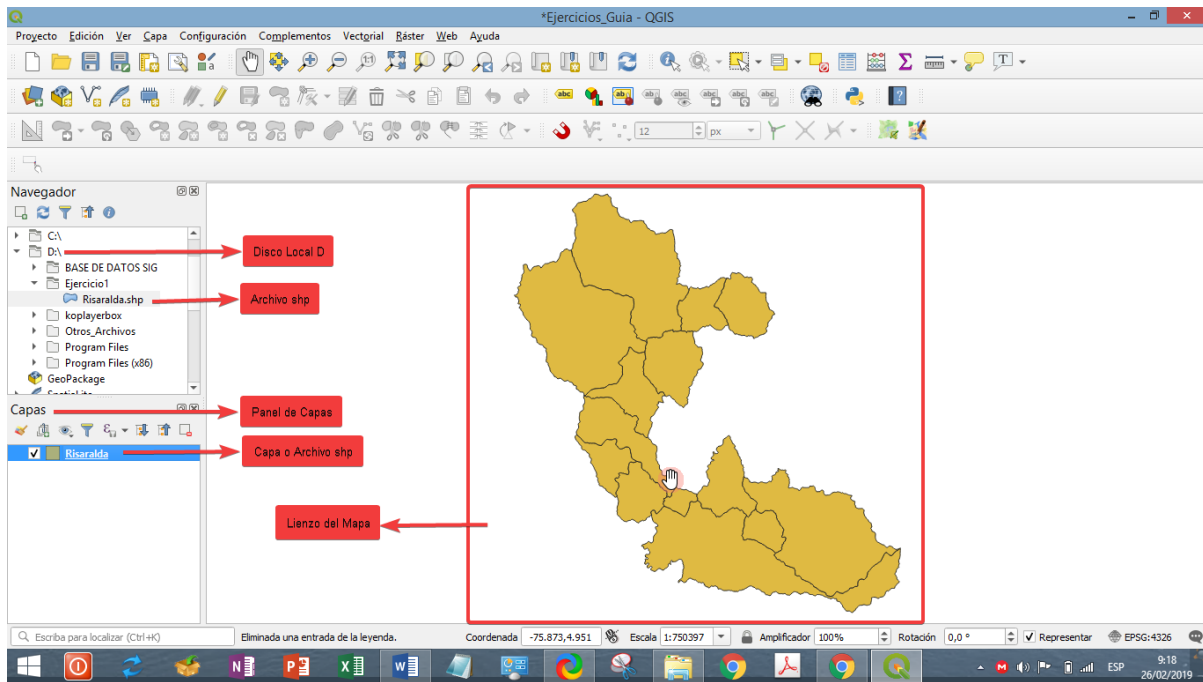 *Ejercicios_Guia - QGIS
Proyecto Edición Ver Capa Configuración Complementos Vectorial Ráster Web Ayuda
12 px
Navegador
C:\
D:\
BASE DE DATOS SIG
Ejercicio1
Risaralda.shp
koplayerbox
Otros_Archivos
Program Files
Program Files (x86)
GeoPackage
Disco Local D
Archivo shp
Capas
Risaralda
Panel de Capas
Capa o Archivo shp
Lienzo del Mapa
Escriba para localizar (Ctrl+K) Eliminada una entrada de la leyenda. Coordenada -75.873,4.951 Escala 1:750397 Amplificador 100% Rotación 0,0 ° Representar EPSG:4326
ESP
9:18
26/02/2019